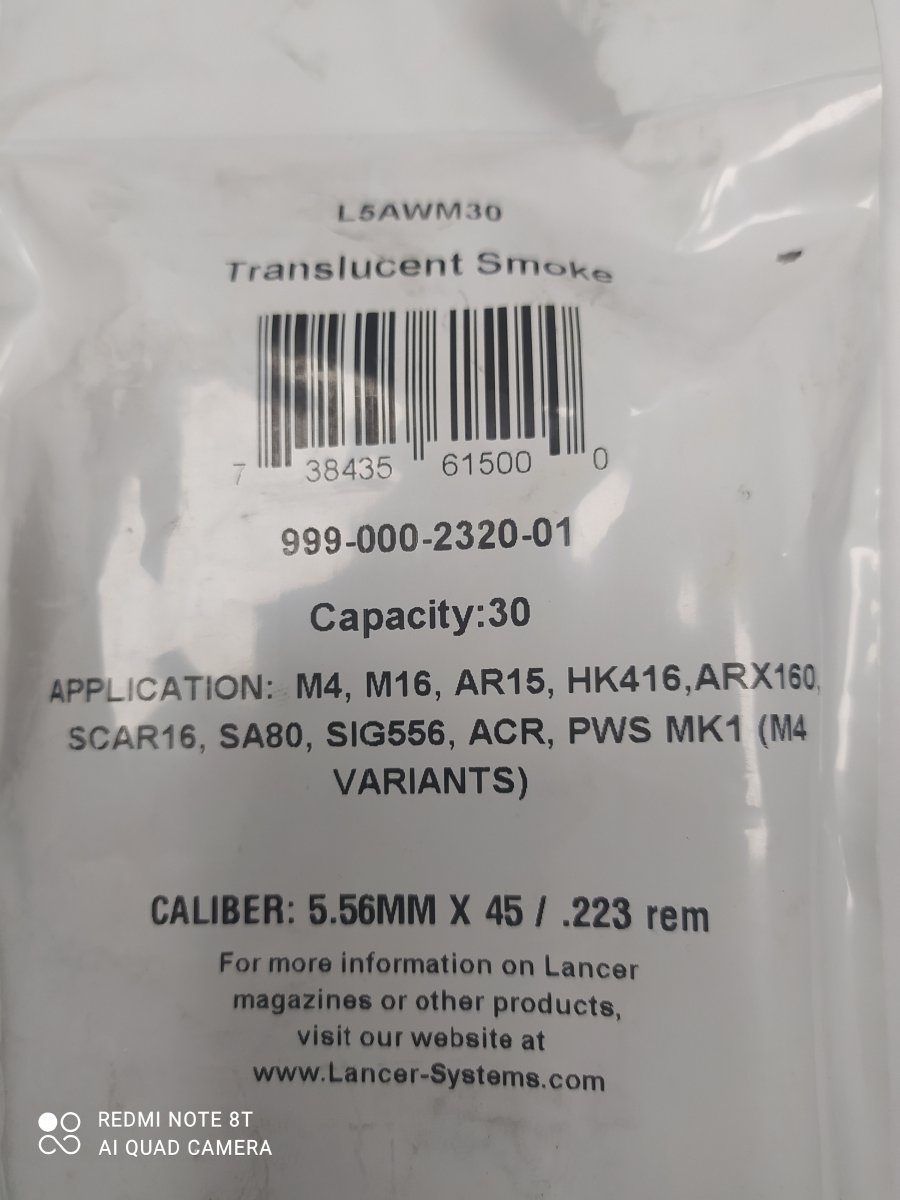 L5AWM30
Translucent Smoke
7 38435 61500 0
999-000-2320-01
Capacity:30
APPLICATION: M4, M16, AR15, HK416,ARX160,
SCAR16, SA80, SIG556, ACR, PWS MK1 (M4
VARIANTS)
CALIBER: 5.56MM X 45 / .223 rem
For more information on Lancer
magazines or other products,
visit our website at
www.Lancer-Systems.com
REDMI NOTE 8T
AI QUAD CAMERA